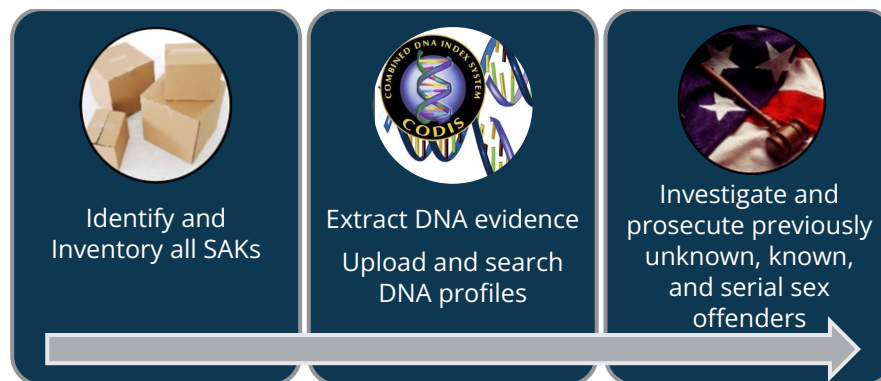 Identify and
Inventory all SAKs
COMBINED DNA INDEX SYSTEM
CODIS
Extract DNA evidence
Upload and search
DNA profiles
Investigate and
prosecute previously
unknown, known,
and serial sex
offenders